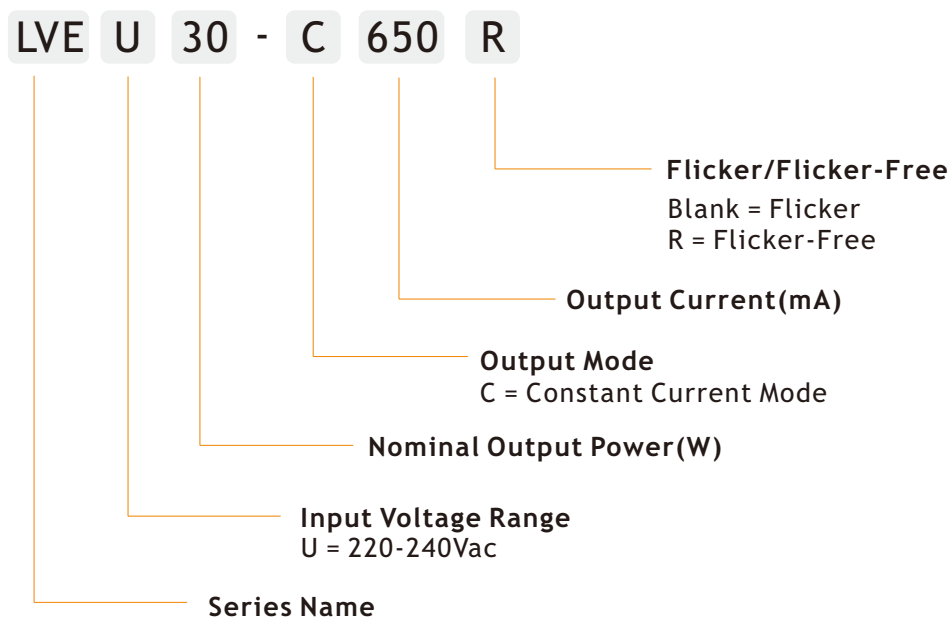 LVE U 30 - C 650 R
Flicker/Flicker-Free
Blank = Flicker
R = Flicker-Free
Output Current(mA)
Output Mode
C = Constant Current Mode
Nominal Output Power(W)
Input Voltage Range
U = 220-240Vac
Series Name